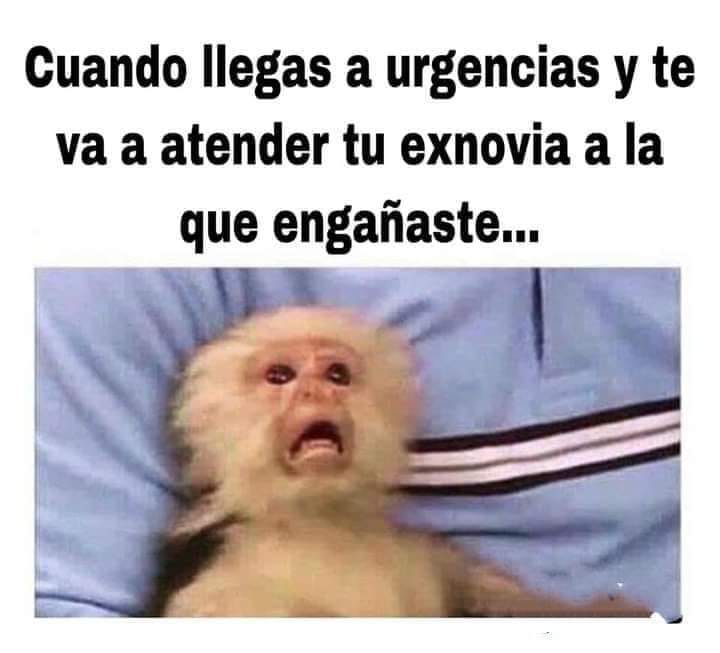 Cuando llegas a urgencias y te
va a atender tu exnovia a la
que engañaste...